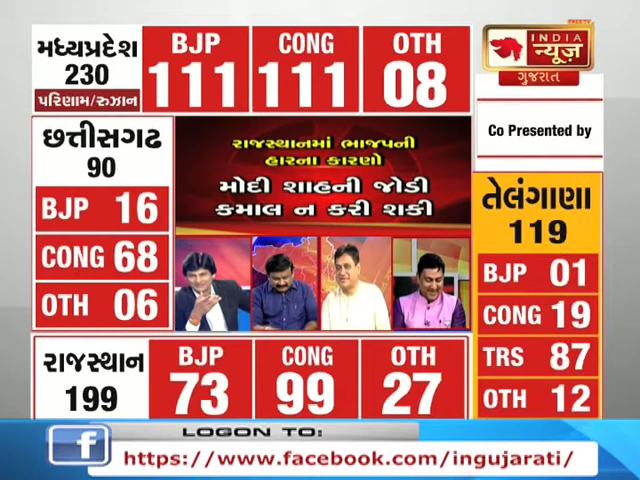 મધ્યપ્રદેશ
230
પરિણામ/રુઝાન
BJP
111
CONG
111
OTH
08
FREE TV
INDIA
ન્યૂઝ
ગુજરાત
છત્તીસગઢ
90
BJP 16
CONG 68
OTH 06
રાજસ્થાનમાં ભાજપની
હારના કારણો
મોદી શાહની જોડી
કમાલ ન કરી શકી
Co Presented by
તેલંગાણા
119
BJP 01
CONG 19
TRS 87
OTH 12
રાજસ્થાન
199
BJP
73
CONG
99
OTH
27
f
LOGON TO:
https://www.facebook.com/ingujarati/